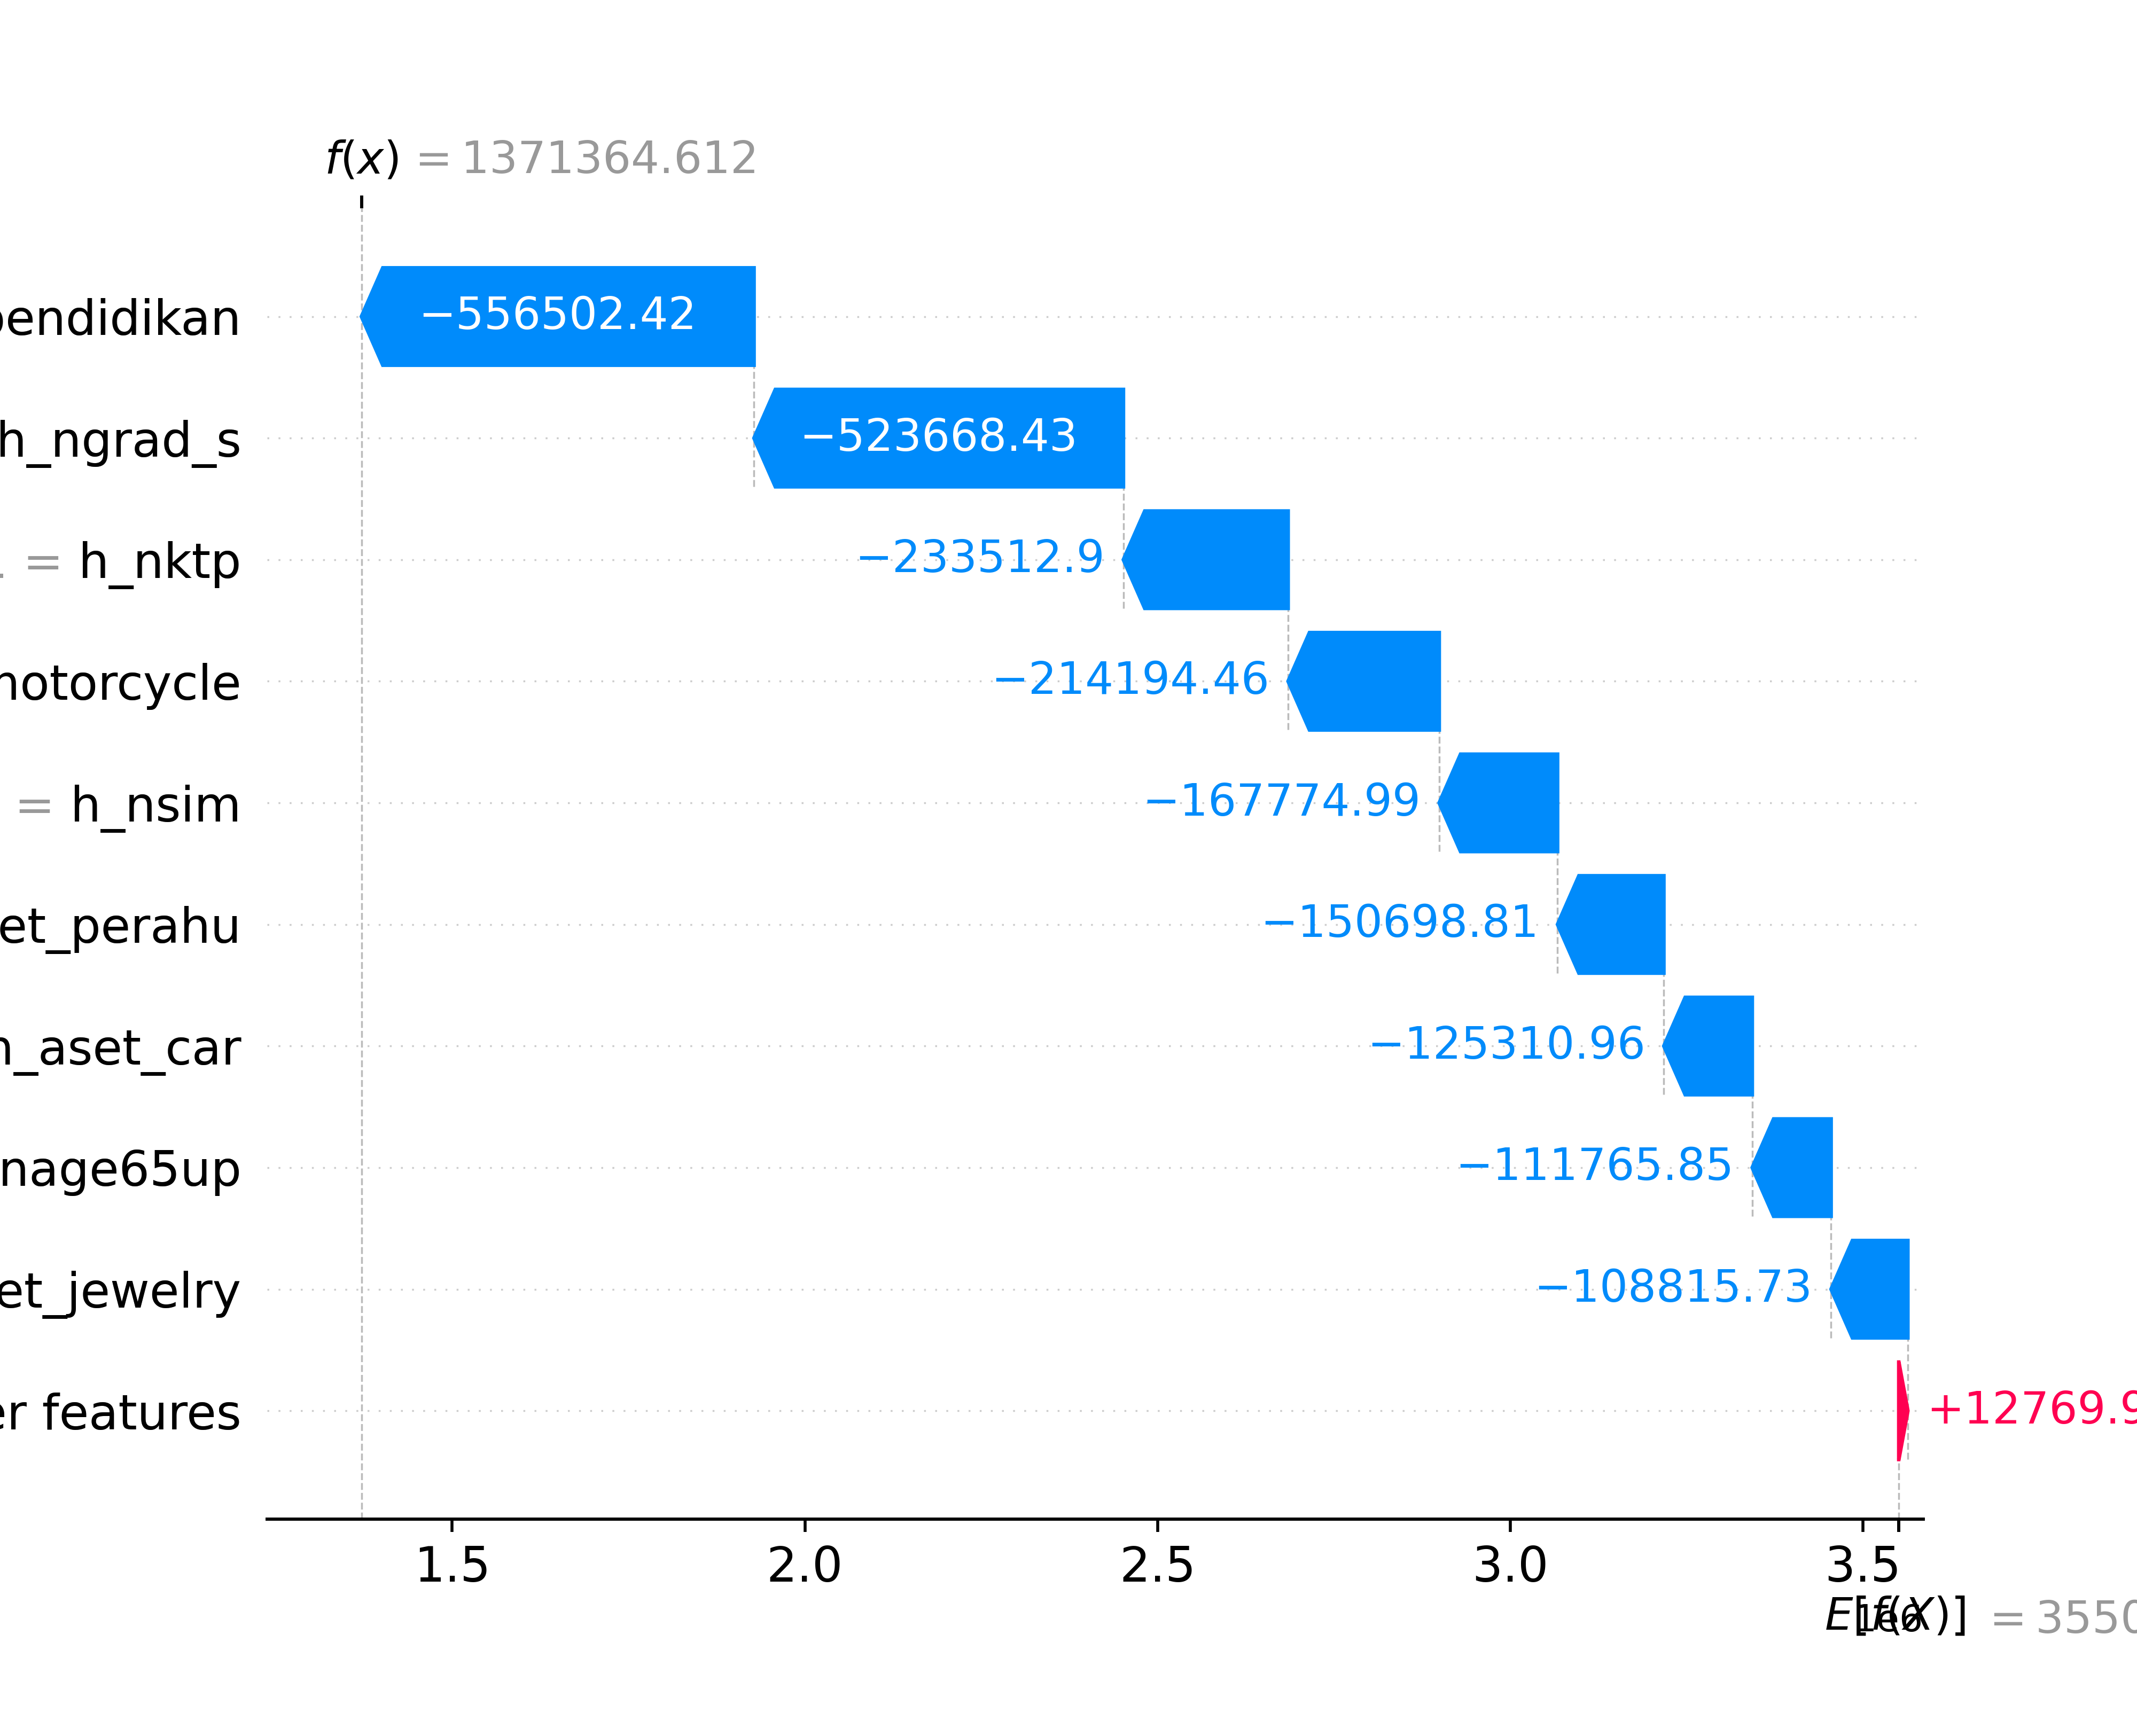 f(x) = 1371364.612
pendidikan
−556502.42
h_ngrad_s
−523668.43
= h_nktp
−233512.9
motorcycle
−214194.46
= h_nsim
−167774.99
et_perahu
−150698.81
h_aset_car
−125310.96
nage65up
−111765.85
et_jewelry
−108815.73
er features
+12769.9
1.5 2.0 2.5 3.0 3.5
E[f(x)] = 3550